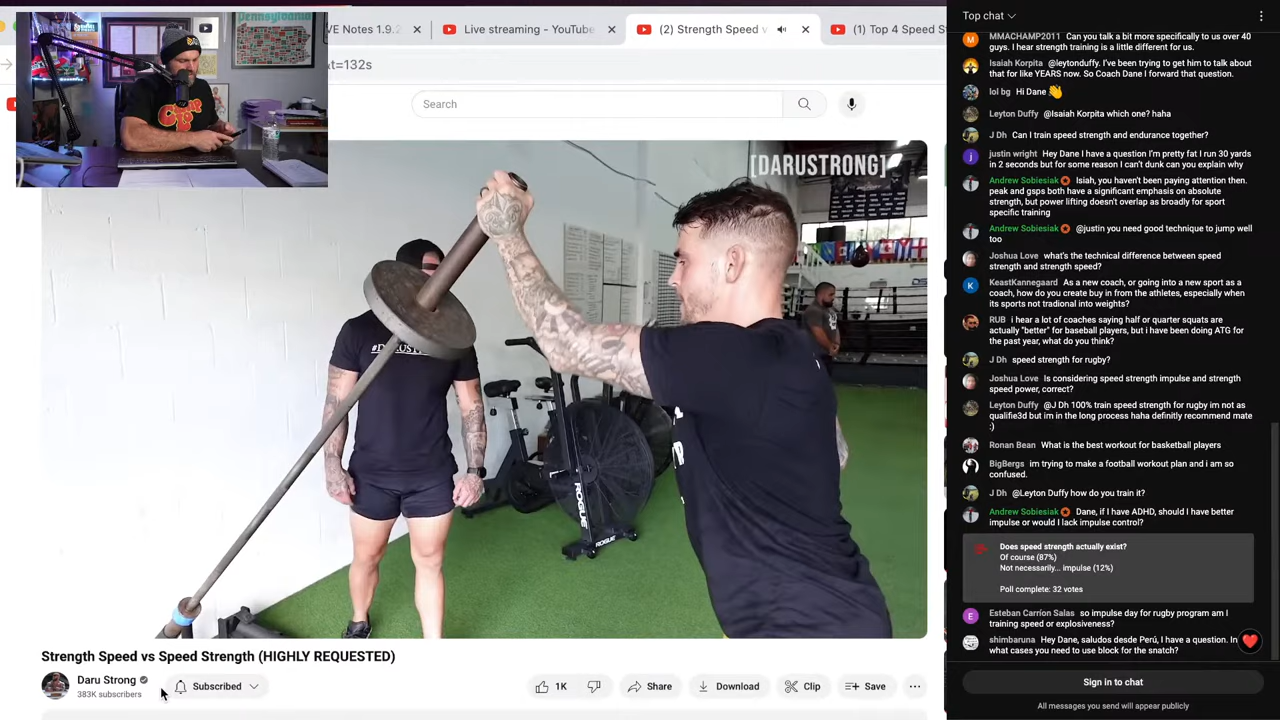 Pennsylvania
VE Notes 1.9.2
Live streaming - YouTube
(2) Strength Speed v
(1) Top 4 Speed S
&t=132s
Search
[DARUSTRONG]
ROGUE
ROGUE
Strength Speed vs Speed Strength (HIGHLY REQUESTED)
Daru Strong
383K subscribers
Subscribed
1K
Share
Download
Clip
Save
Top chat
MMACHAMP2011 Can you talk a bit more specifically to us over 40
guys. I hear strength training is a little different for us.
Isaiah Korpita @leytonduffy. I've been trying to get him to talk about
that for like YEARS now. So Coach Dane I forward that question.
lol bg Hi Dane 👋
Leyton Duffy @Isaiah Korpita which one? haha
J Dh Can I train speed strength and endurance together?
justin wright Hey Dane I have a question I'm pretty fat I run 30 yards
in 2 seconds but for some reason I can't dunk can you explain why
Andrew Sobiesiak Isiah, you haven't been paying attention then.
peak and gsps both have a significant emphasis on absolute
strength, but power lifting doesn't overlap as broadly for sport
specific training
Andrew Sobiesiak @justin you need good technique to jump well
too
Joshua Love what's the technical difference between speed
strength and strength speed?
KeastKannegaard As a new coach, or going into a new sport as a
coach, how do you create buy in from the athletes, especially when
its sports not tradional into weights?
RUB i hear a lot of coaches saying half or quarter squats are
actually "better" for baseball players, but i have been doing ATG for
the past year, what do you think?
J Dh speed strength for rugby?
Joshua Love Is considering speed strength impulse and strength
speed power, correct?
Leyton Duffy @J Dh 100% train speed strength for rugby im not as
qualifie3d but im in the long process haha definitly recommend mate
:)
Ronan Bean What is the best workout for basketball players
BigBergs im trying to make a football workout plan and i am so
confused.
J Dh @Leyton Duffy how do you train it?
Andrew Sobiesiak Dane, if I have ADHD, should I have better
impulse or would I lack impulse control?
Does speed strength actually exist?
Of course (87%)
Not necessarily... impulse (12%)
Poll complete: 32 votes
Esteban Carríon Salas so impulse day for rugby program am I
training speed or explosiveness?
shimbaruna Hey Dane, saludos desde Perú, I have a question. In
what cases you need to use block for the snatch?
Sign in to chat
All messages you send will appear publicly